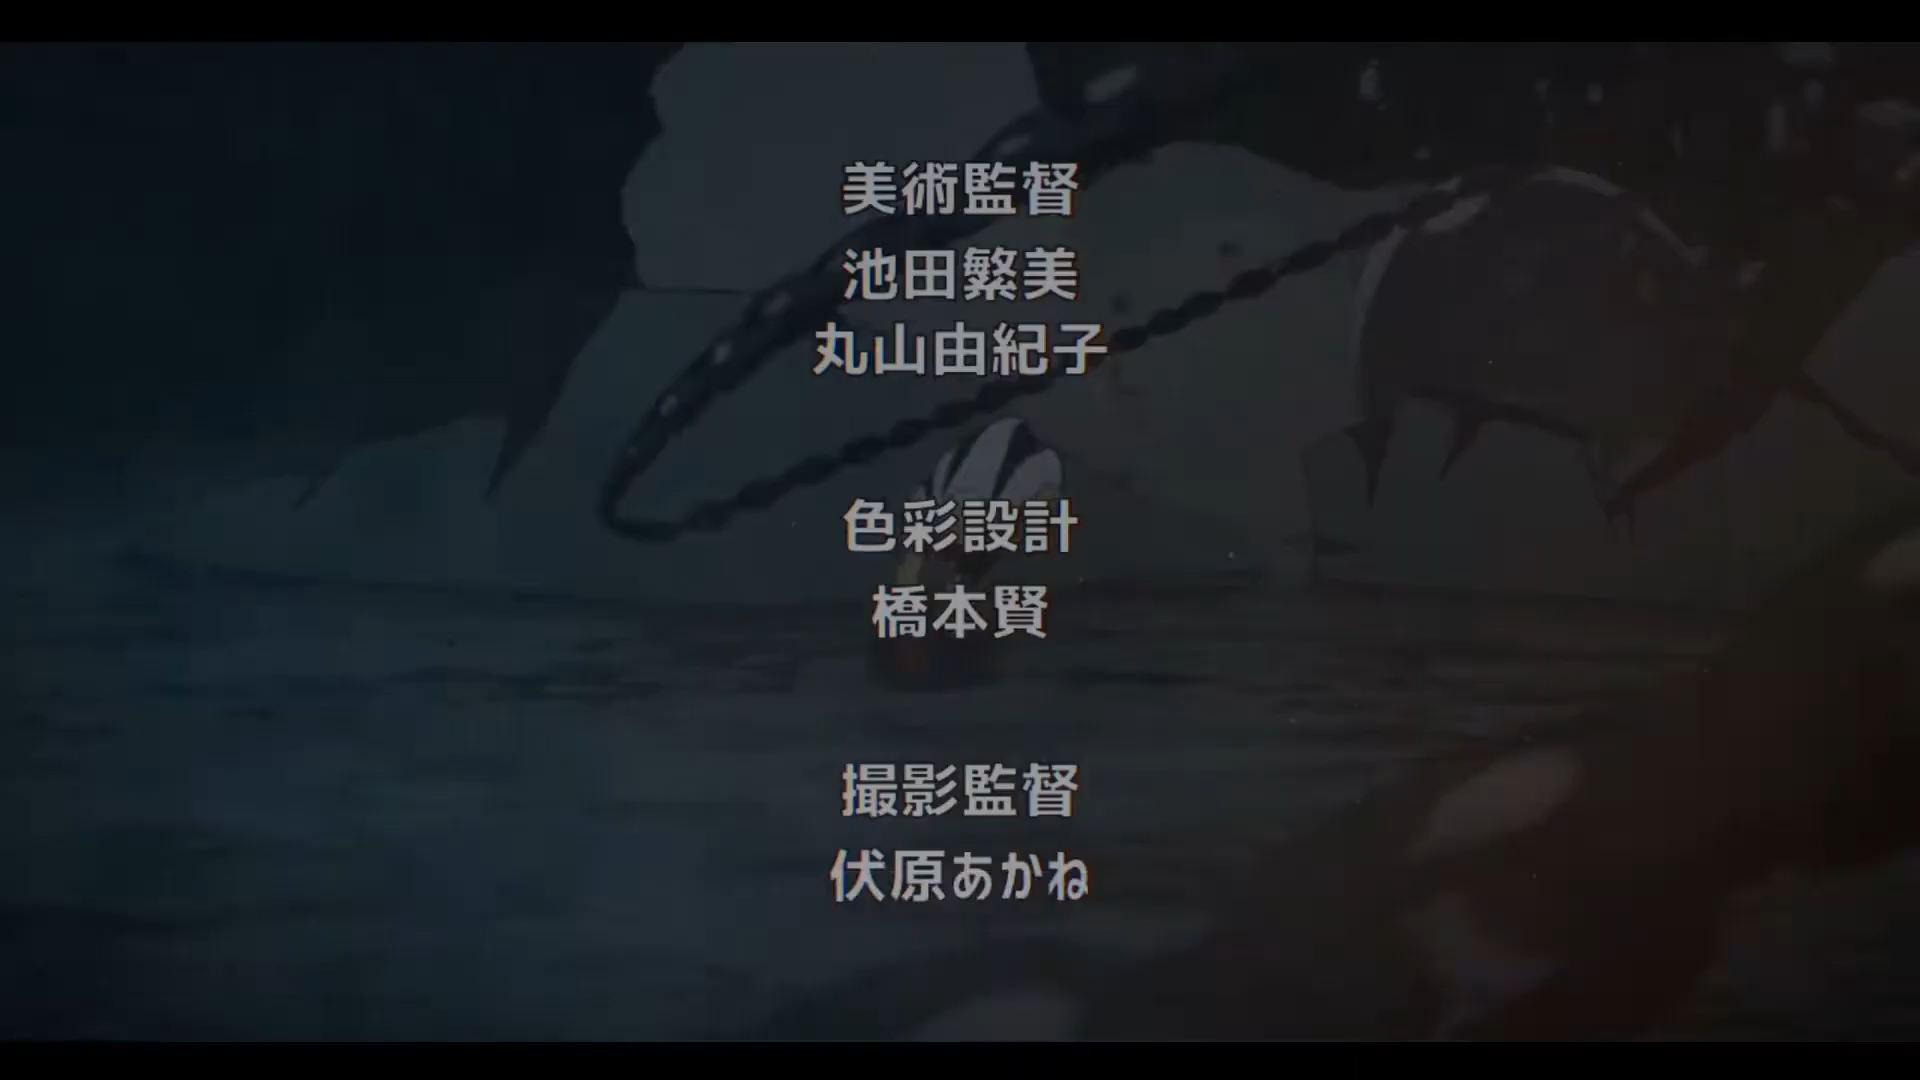 美術監督
池田繁美
丸山由紀子
色彩設計
橋本賢
撮影監督
伏原あかね